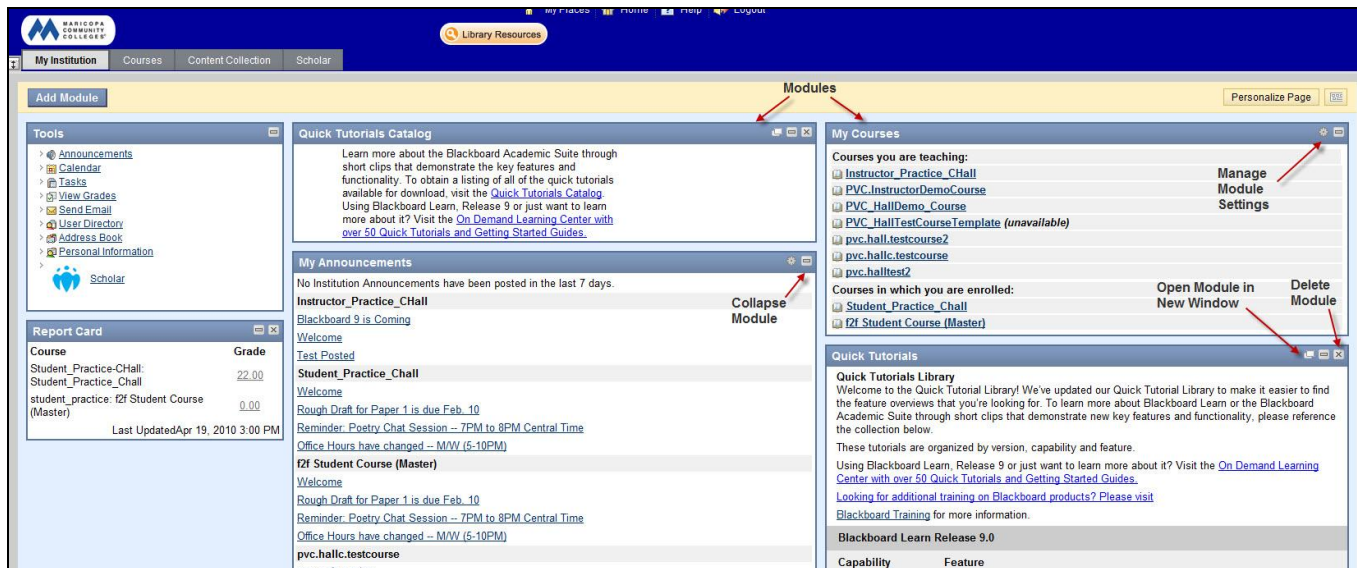 My Places Home Help Logout
MARICOPA
COMMUNITY
COLLEGES
Library Resources
My Institution Courses Content Collection Scholar
Add Module
Modules
Personalize Page
Tools
Announcements
Calendar
Tasks
View Grades
Send Email
User Directory
Address Book
Personal Information
Scholar
Report Card
Course Grade
Student_Practice-CHall:
Student_Practice_Chall
22.00
student_practice: f2f Student Course
(Master)
0.00
Last UpdatedApr 19, 2010 3:00 PM
Quick Tutorials Catalog
Learn more about the Blackboard Academic Suite through
short clips that demonstrate the key features and
functionality. To obtain a listing of all of the quick tutorials
available for download, visit the Quick Tutorials Catalog.
Using Blackboard Learn, Release 9 or just want to learn
more about it? Visit the On Demand Learning Center with
over 50 Quick Tutorials and Getting Started Guides.
My Announcements
No Institution Announcements have been posted in the last 7 days.
Instructor_Practice_CHall
Collapse
Module
Blackboard 9 is Coming
Welcome
Test Posted
Student_Practice_Chall
Welcome
Rough Draft for Paper 1 is due Feb. 10
Reminder: Poetry Chat Session -- 7PM to 8PM Central Time
Office Hours have changed -- M/W (5-10PM)
f2f Student Course (Master)
Welcome
Rough Draft for Paper 1 is due Feb. 10
Reminder: Poetry Chat Session -- 7PM to 8PM Central Time
Office Hours have changed -- M/W (5-10PM)
pvc.hallc.testcourse
My Courses
Courses you are teaching:
Instructor_Practice_CHall
PVC.InstructorDemoCourse
PVC_HallDemo_Course
PVC_HallTestCourseTemplate (unavailable)
pvc.hall.testcourse2
pvc.hallc.testcourse
pvc.halltest2
Manage
Module
Settings
Courses in which you are enrolled:
Student_Practice_Chall
f2f Student Course (Master)
Open Module in
New Window
Delete
Module
Quick Tutorials
Quick Tutorials Library
Welcome to the Quick Tutorial Library! We've updated our Quick Tutorial Library to make it easier to find
the feature overviews that you're looking for. To learn more about Blackboard Learn or the Blackboard
Academic Suite through short clips that demonstrate new key features and functionality, please reference
the collection below.
These tutorials are organized by version, capability and feature.
Using Blackboard Learn, Release 9 or just want to learn more about it? Visit the On Demand Learning
Center with over 50 Quick Tutorials and Getting Started Guides.
Looking for additional training on Blackboard products? Please visit
Blackboard Training for more information.
Blackboard Learn Release 9.0
Capability Feature